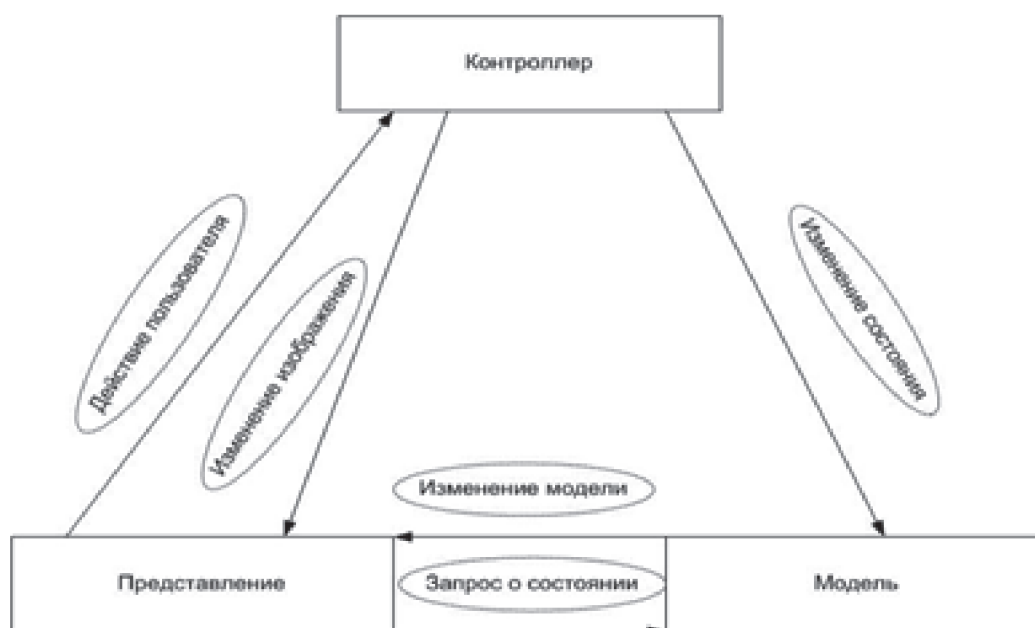 Контроллер
Действие пользователя
Изменение изображения
Изменение состояния
Изменение модели
Представление
Запрос о состоянии
Модель